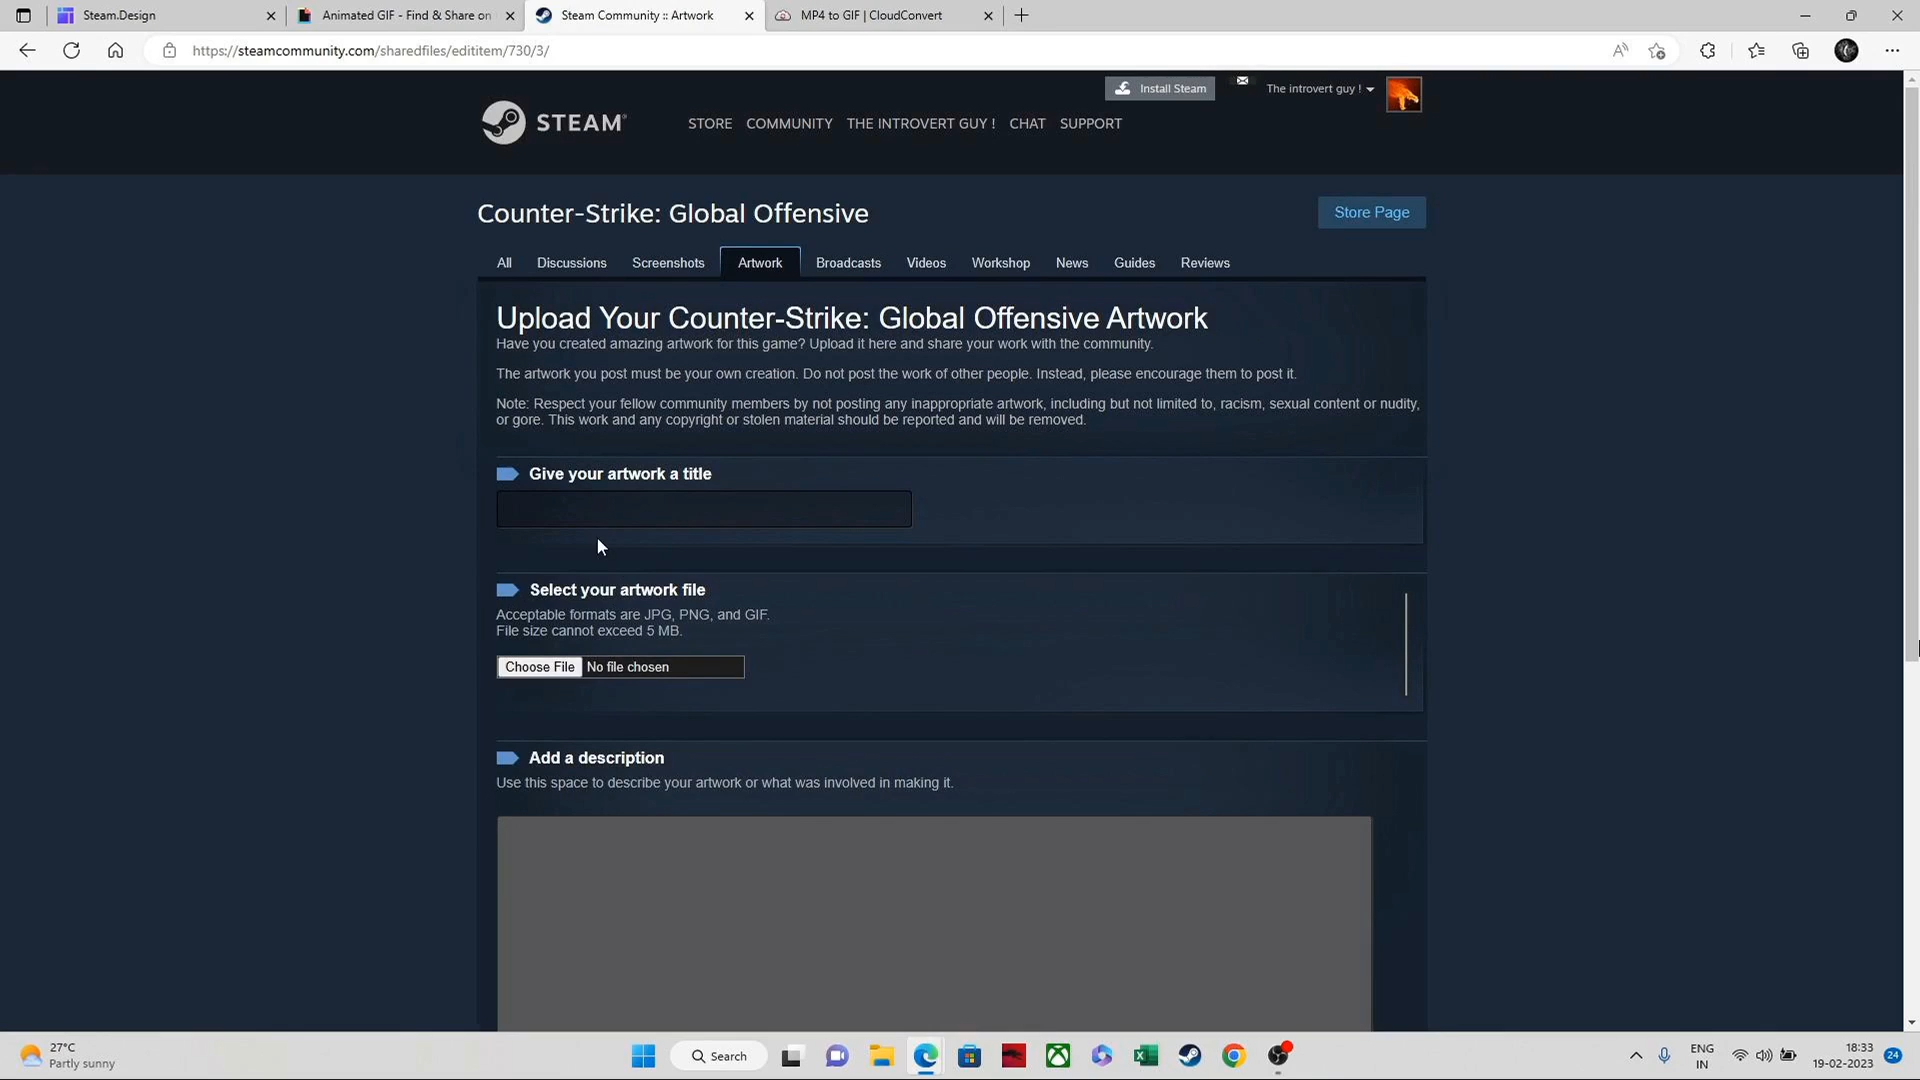 Steam.Design
Animated GIF - Find & Share on
Steam Community :: Artwork
MP4 to GIF | CloudConvert
https://steamcommunity.com/sharedfiles/edititem/730/3/
Install Steam
The introvert guy !
STEAM
STORE
COMMUNITY
THE INTROVERT GUY !
CHAT
SUPPORT
Counter-Strike: Global Offensive
Store Page
All
Discussions
Screenshots
Artwork
Broadcasts
Videos
Workshop
News
Guides
Reviews
Upload Your Counter-Strike: Global Offensive Artwork
Have you created amazing artwork for this game? Upload it here and share your work with the community.
The artwork you post must be your own creation. Do not post the work of other people. Instead, please encourage them to post it.
Note: Respect your fellow community members by not posting any inappropriate artwork, including but not limited to, racism, sexual content or nudity,
or gore. This work and any copyright or stolen material should be reported and will be removed.
Give your artwork a title
Select your artwork file
Acceptable formats are JPG, PNG, and GIF.
File size cannot exceed 5 MB.
Choose File No file chosen
Add a description
Use this space to describe your artwork or what was involved in making it.
27°C
Partly sunny
Search
ENG
IN
18:33
19-02-2023
24